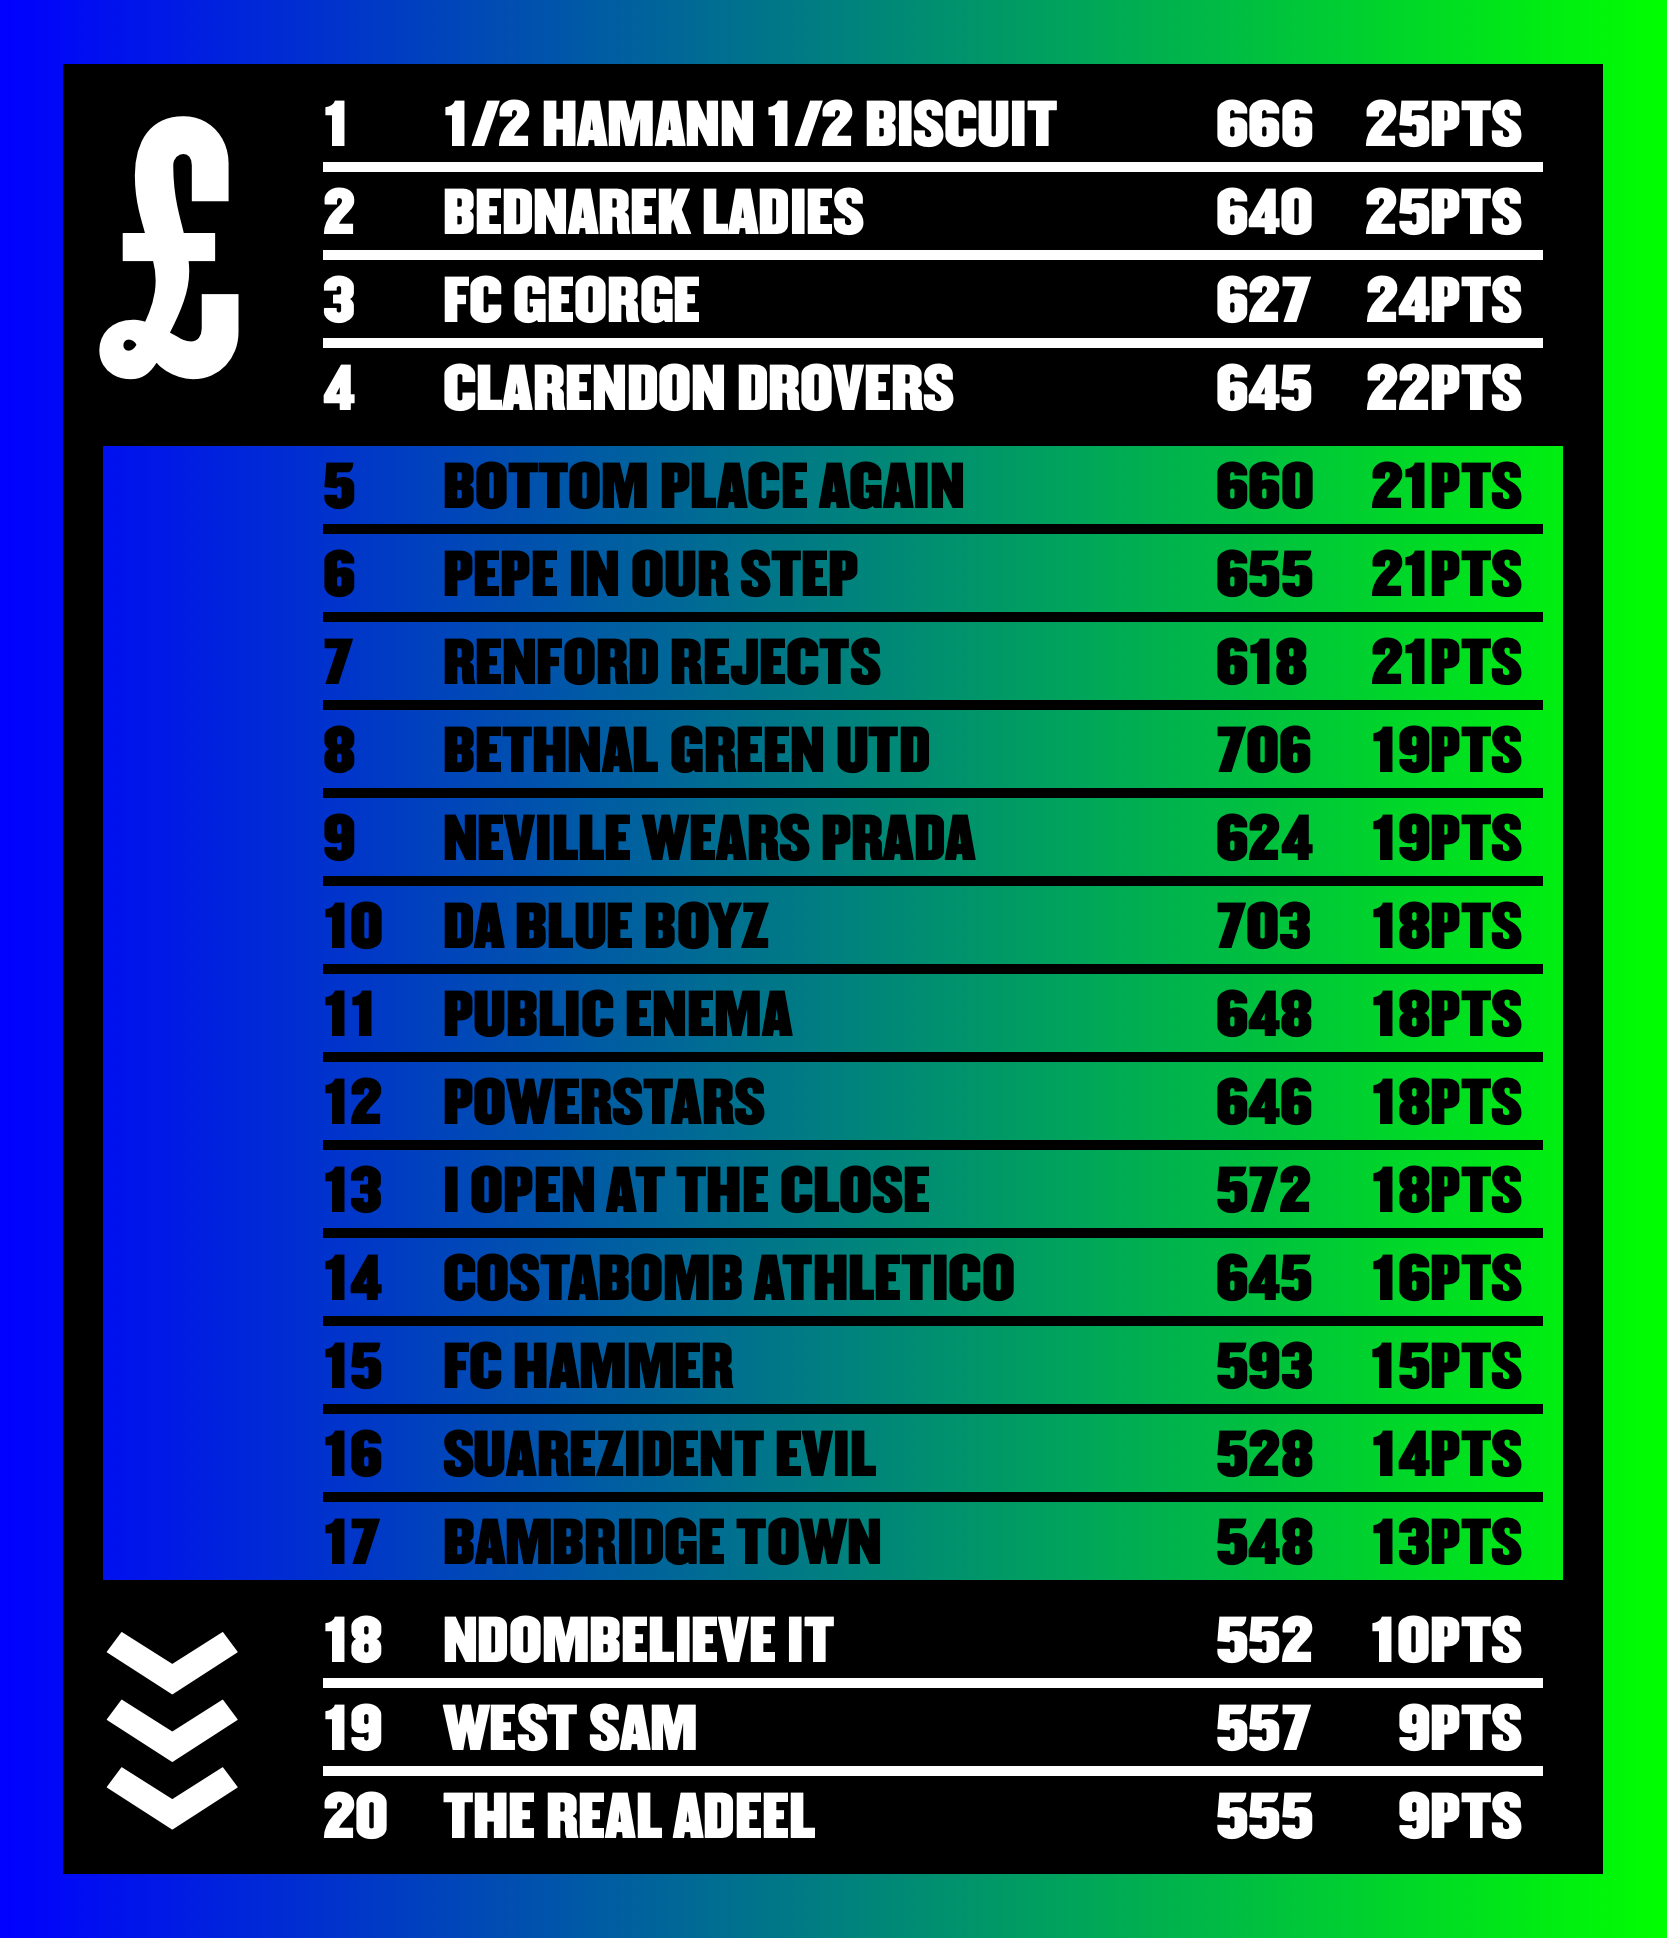 £
1 1/2 HAMANN 1/2 BISCUIT 666 25PTS
2 BEDNAREK LADIES 640 25PTS
3 FC GEORGE 627 24PTS
4 CLARENDON DROVERS 645 22PTS
5 BOTTOM PLACE AGAIN 660 21PTS
6 PEPE IN OUR STEP 655 21PTS
7 RENFORD REJECTS 618 21PTS
8 BETHNAL GREEN UTD 706 19PTS
9 NEVILLE WEARS PRADA 624 19PTS
10 DA BLUE BOYZ 703 18PTS
11 PUBLIC ENEMA 648 18PTS
12 POWERSTARS 646 18PTS
13 I OPEN AT THE CLOSE 572 18PTS
14 COSTABOMB ATHLETICO 645 16PTS
15 FC HAMMER 593 15PTS
16 SUAREZIDENT EVIL 528 14PTS
17 BAMBRIDGE TOWN 548 13PTS
18 NDOMBELIEVE IT 552 10PTS
19 WEST SAM 557 9PTS
20 THE REAL ADEEL 555 9PTS